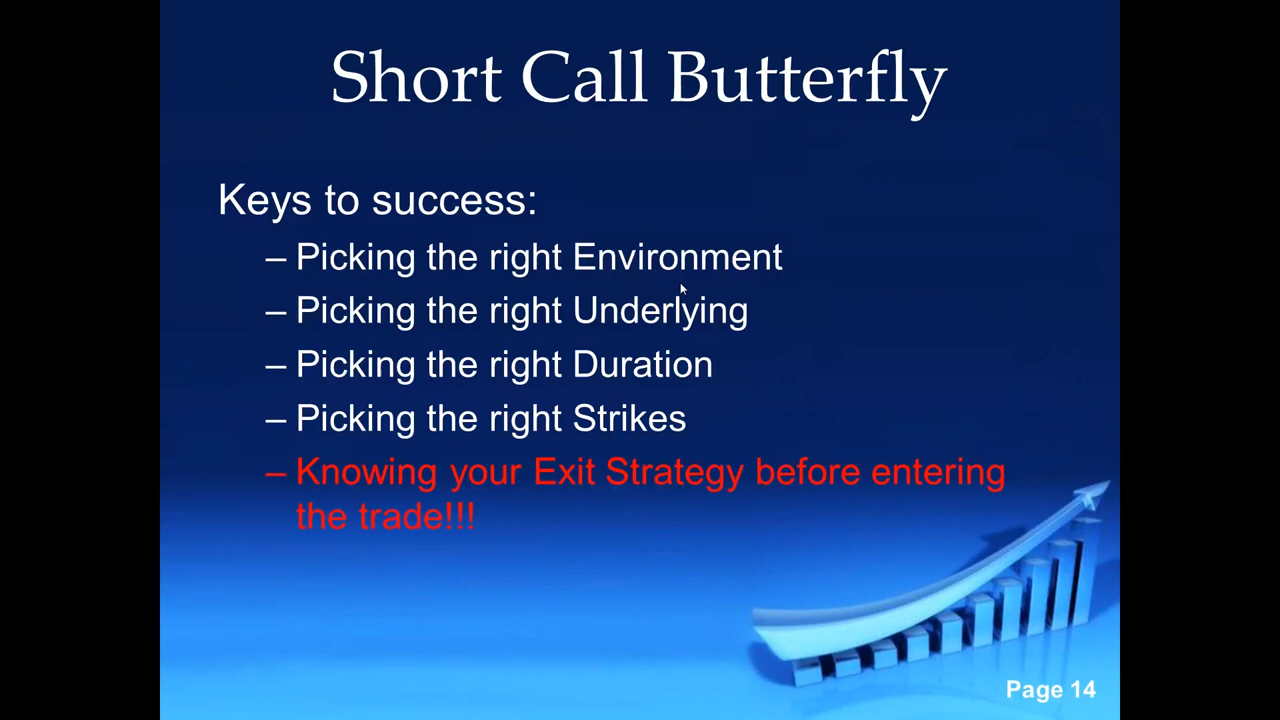 Short Call Butterfly
Keys to success:
– Picking the right Environment
– Picking the right Underlying
– Picking the right Duration
– Picking the right Strikes
– Knowing your Exit Strategy before entering
the trade!!!
Page 14